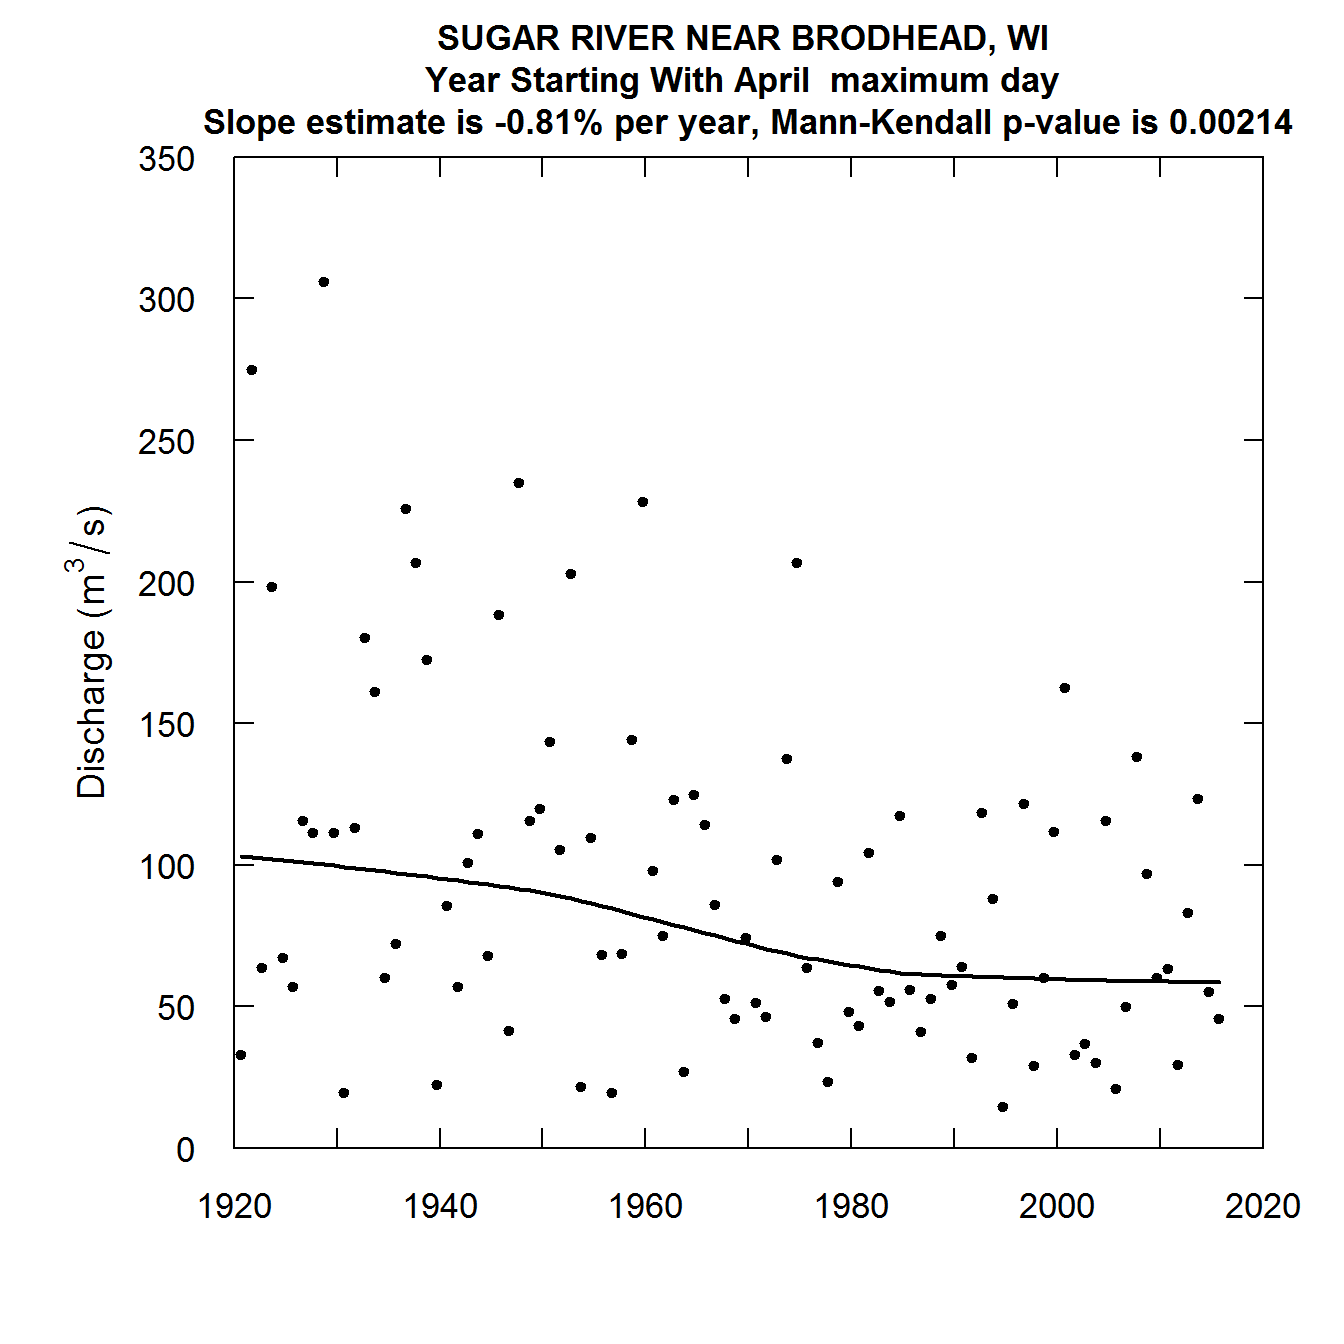 SUGAR RIVER NEAR BRODHEAD, WI
Year Starting With April  maximum day
Slope estimate is -0.81% per year, Mann-Kendall p-value is 0.00214
350
300
250
200
150
100
50
0
Discharge (m³/s)
1920 1940 1960 1980 2000 2020